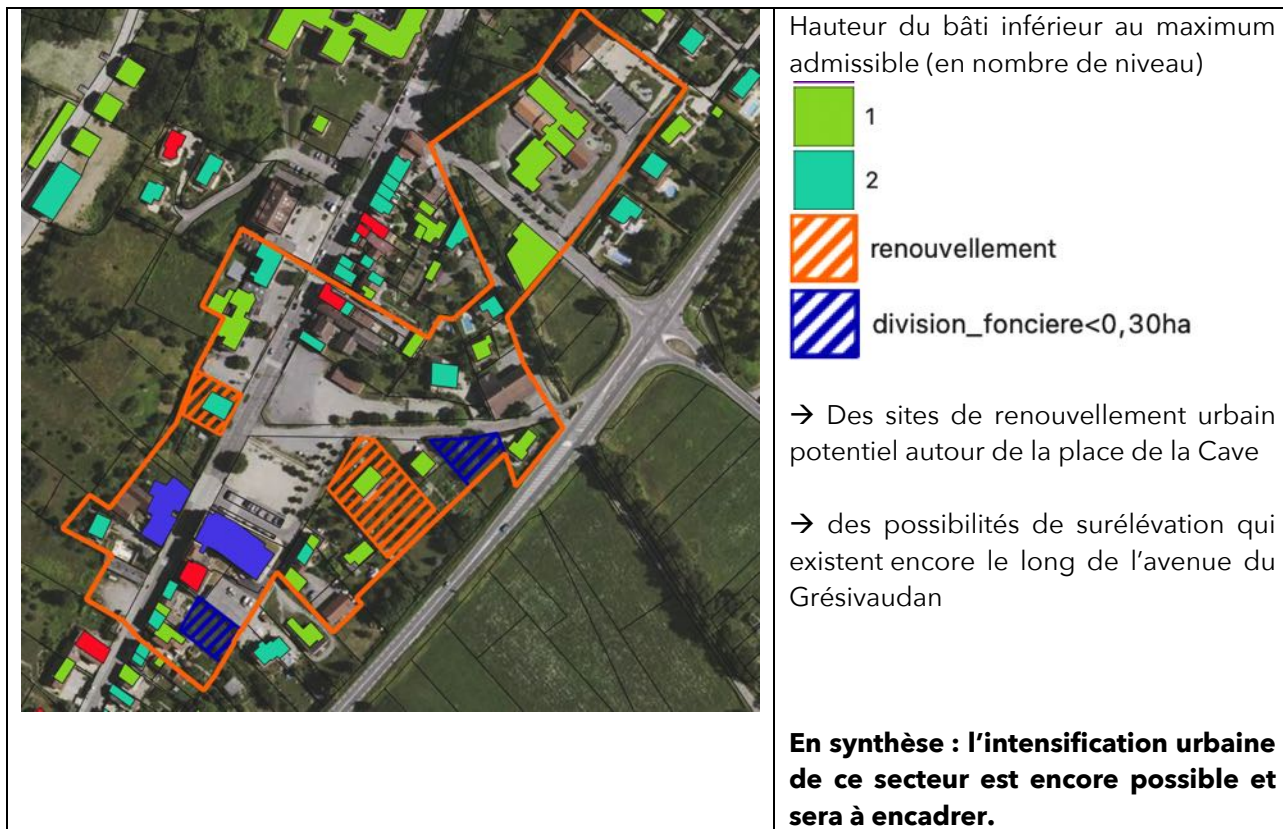 Hauteur du bâti inférieur au maximum
admissible (en nombre de niveau)
1
2
renouvellement
division_fonciere<0,30ha
→ Des sites de renouvellement urbain
potentiel autour de la place de la Cave
→ des possibilités de surélévation qui
existent encore le long de l’avenue du
Grésivaudan
En synthèse : l’intensification urbaine
de ce secteur est encore possible et
sera à encadrer.